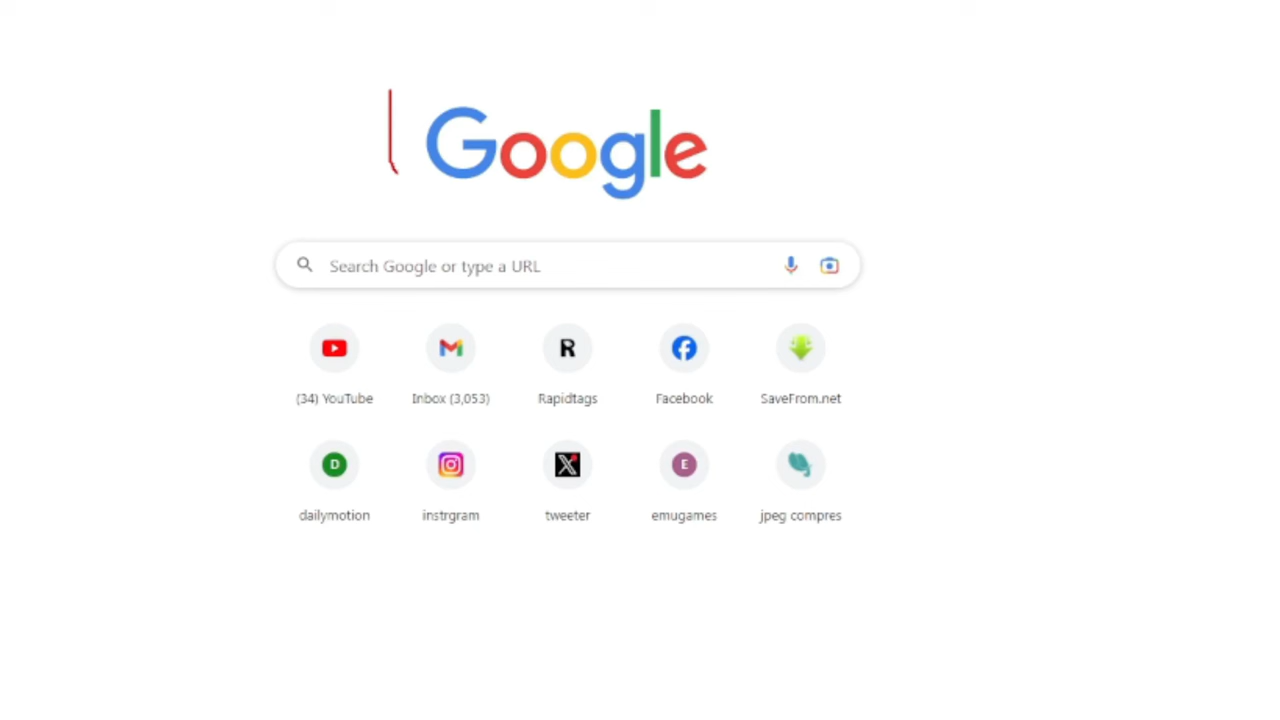 Google
Search Google or type a URL
(34) YouTube Inbox (3,053) Rapidtags Facebook SaveFrom.net
dailymotion instrgram tweeter emugames jpeg compres